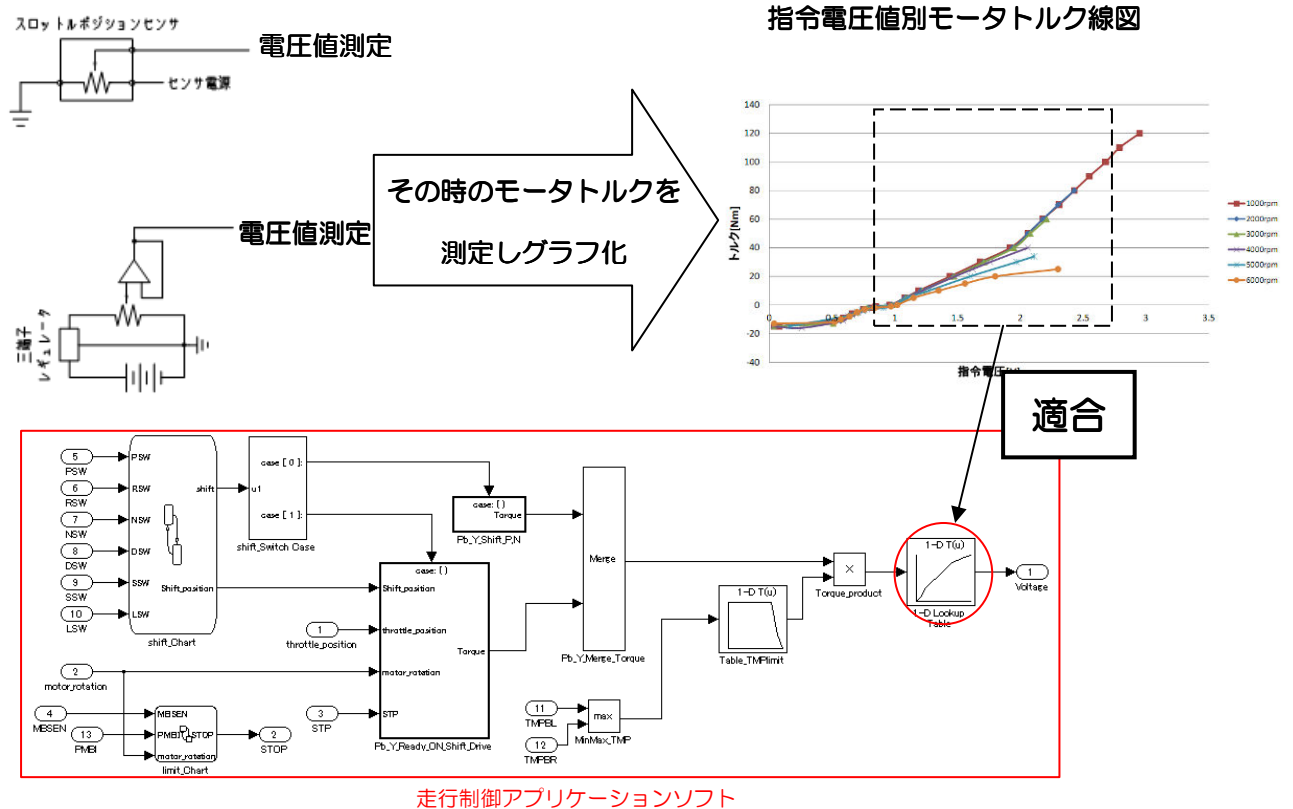 スロットルポジションセンサ
電圧値測定
センサ電源
指令電圧値別モータトルク線図
その時のモータトルクを
測定しグラフ化
電圧値測定
三端子
レギュレータ
トルク[Nm]
140
120
100
80
60
40
20
0
-20
-40
0
0.5
1
1.5
2
2.5
3
3.5
1000rpm
2000rpm
3000rpm
4000rpm
5000rpm
6000rpm
指令電圧[V]
適合
5
PSW
6
RSW
7
NSW
8
DSW
9
SSW
10
LSW
PSW
RSW
NSW
DSW
SSW
LSW
shift
Shift_position
shift_Chart
u1
case [ 0 ]:
case [ 1 ]:
shift_Switch Case
case: { }
Torque
Pb_Y_Shift_P,N
case: { }
Shift_position
throttle_position
motor_rotation
STP
Torque
Pb_Y_Ready_ON_Shift_Drive
1
throttle_position
2
motor_rotation
3
STP
4
MBSEN
13
PMBI
MBSEN
PMBI
motor_rotation
STOP
limit_Chart
2
STOP
Merge
Pb_Y_Merge_Torque
11
TMPBL
12
TMPBR
max
MinMax_TMP
1-D T(u)
Table_TMPlimit
×
Torque_product
1-D T(u)
1-D Lookup
Table
1
Voltage
走行制御アプリケーションソフト